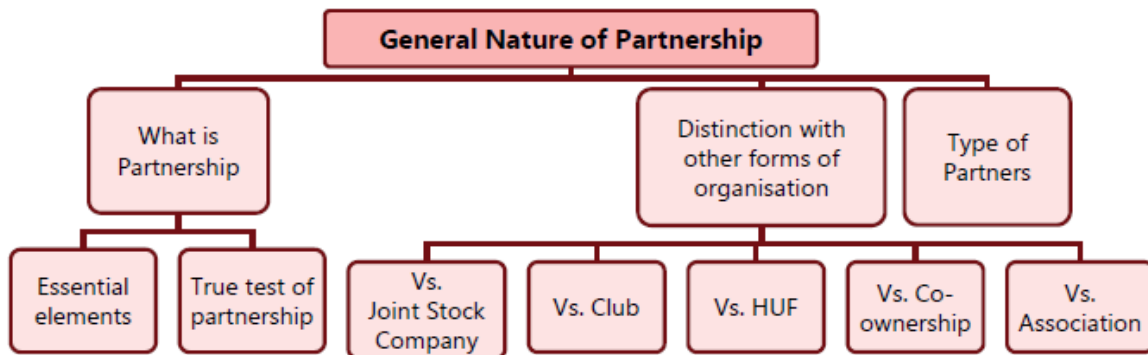 General Nature of Partnership
What is
Partnership
Distinction with
other forms of
organisation
Type of
Partners
Essential
elements
True test of
partnership
Vs.
Joint Stock
Company
Vs. Club
Vs. HUF
Vs. Co-
ownership
Vs.
Association